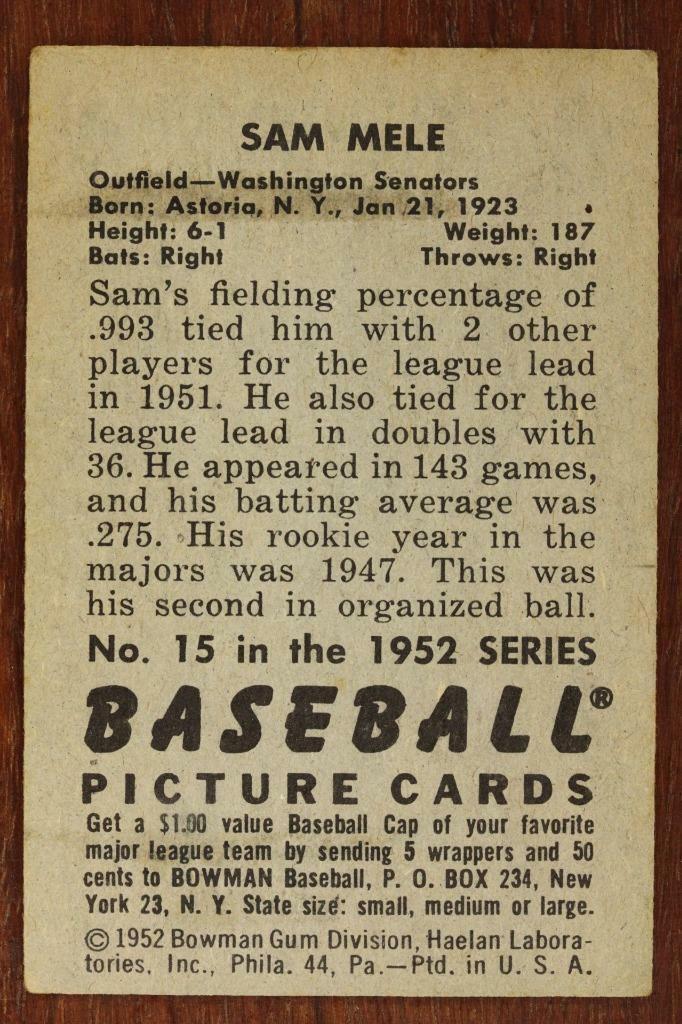 SAM MELE
Outfield—Washington Senators
Born: Astoria, N. Y., Jan 21, 1923
Height: 6-1 Weight: 187
Bats: Right Throws: Right
Sam's fielding percentage of
.993 tied him with 2 other
players for the league lead
in 1951. He also tied for the
league lead in doubles with
36. He appeared in 143 games,
and his batting average was
.275. His rookie year in the
majors was 1947. This was
his second in organized ball.
No. 15 in the 1952 SERIES
BASEBALL®
PICTURE CARDS
Get a $1.00 value Baseball Cap of your favorite
major league team by sending 5 wrappers and 50
cents to BOWMAN Baseball, P. O. BOX 234, New
York 23, N. Y. State size: small, medium or large.
© 1952 Bowman Gum Division, Haelan Labora-
tories, Inc., Phila. 44, Pa.—Ptd. in U. S. A.